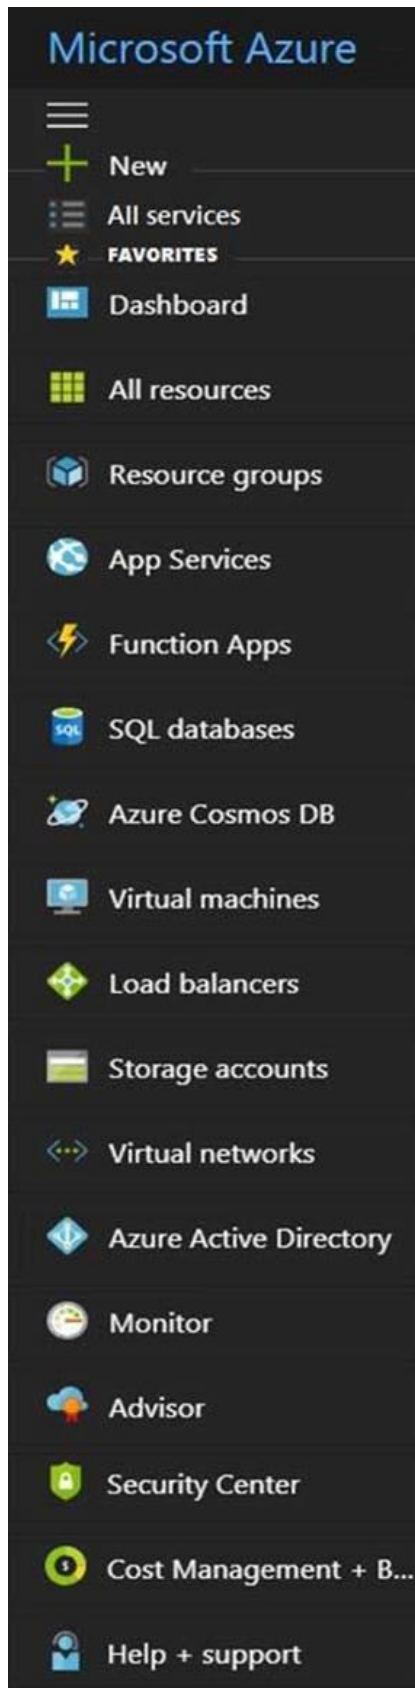 Microsoft Azure
New
All services
FAVORITES
Dashboard
All resources
Resource groups
App Services
Function Apps
SQL databases
Azure Cosmos DB
Virtual machines
Load balancers
Storage accounts
Virtual networks
Azure Active Directory
Monitor
Advisor
Security Center
Cost Management + B...
Help + support